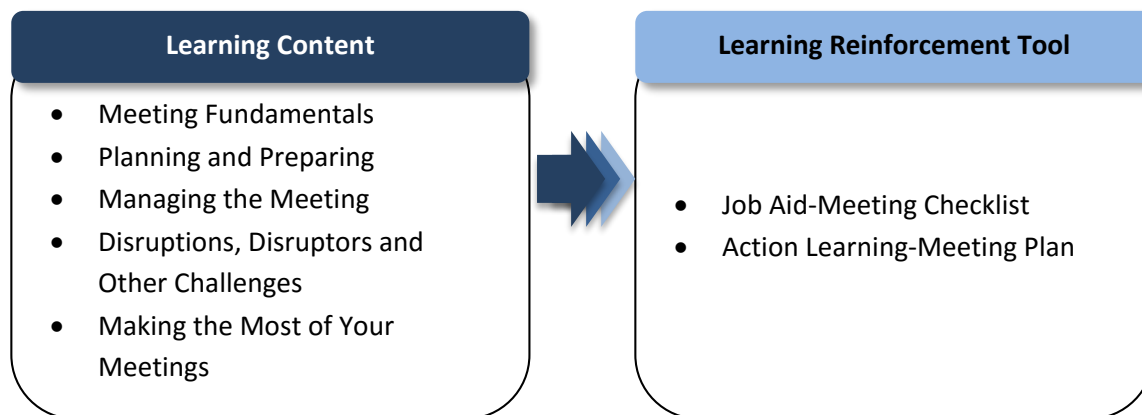 Learning Content
• Meeting Fundamentals
• Planning and Preparing
• Managing the Meeting
• Disruptions, Disruptors and
Other Challenges
• Making the Most of Your
Meetings
Learning Reinforcement Tool
• Job Aid-Meeting Checklist
• Action Learning-Meeting Plan